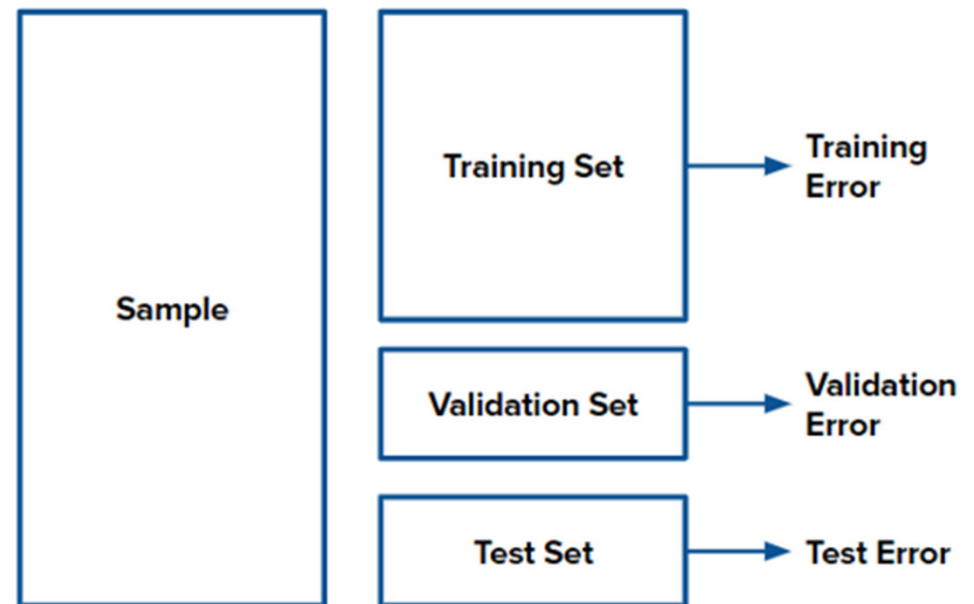 Sample
Training Set
Training
Error
Validation Set
Validation
Error
Test Set
Test Error